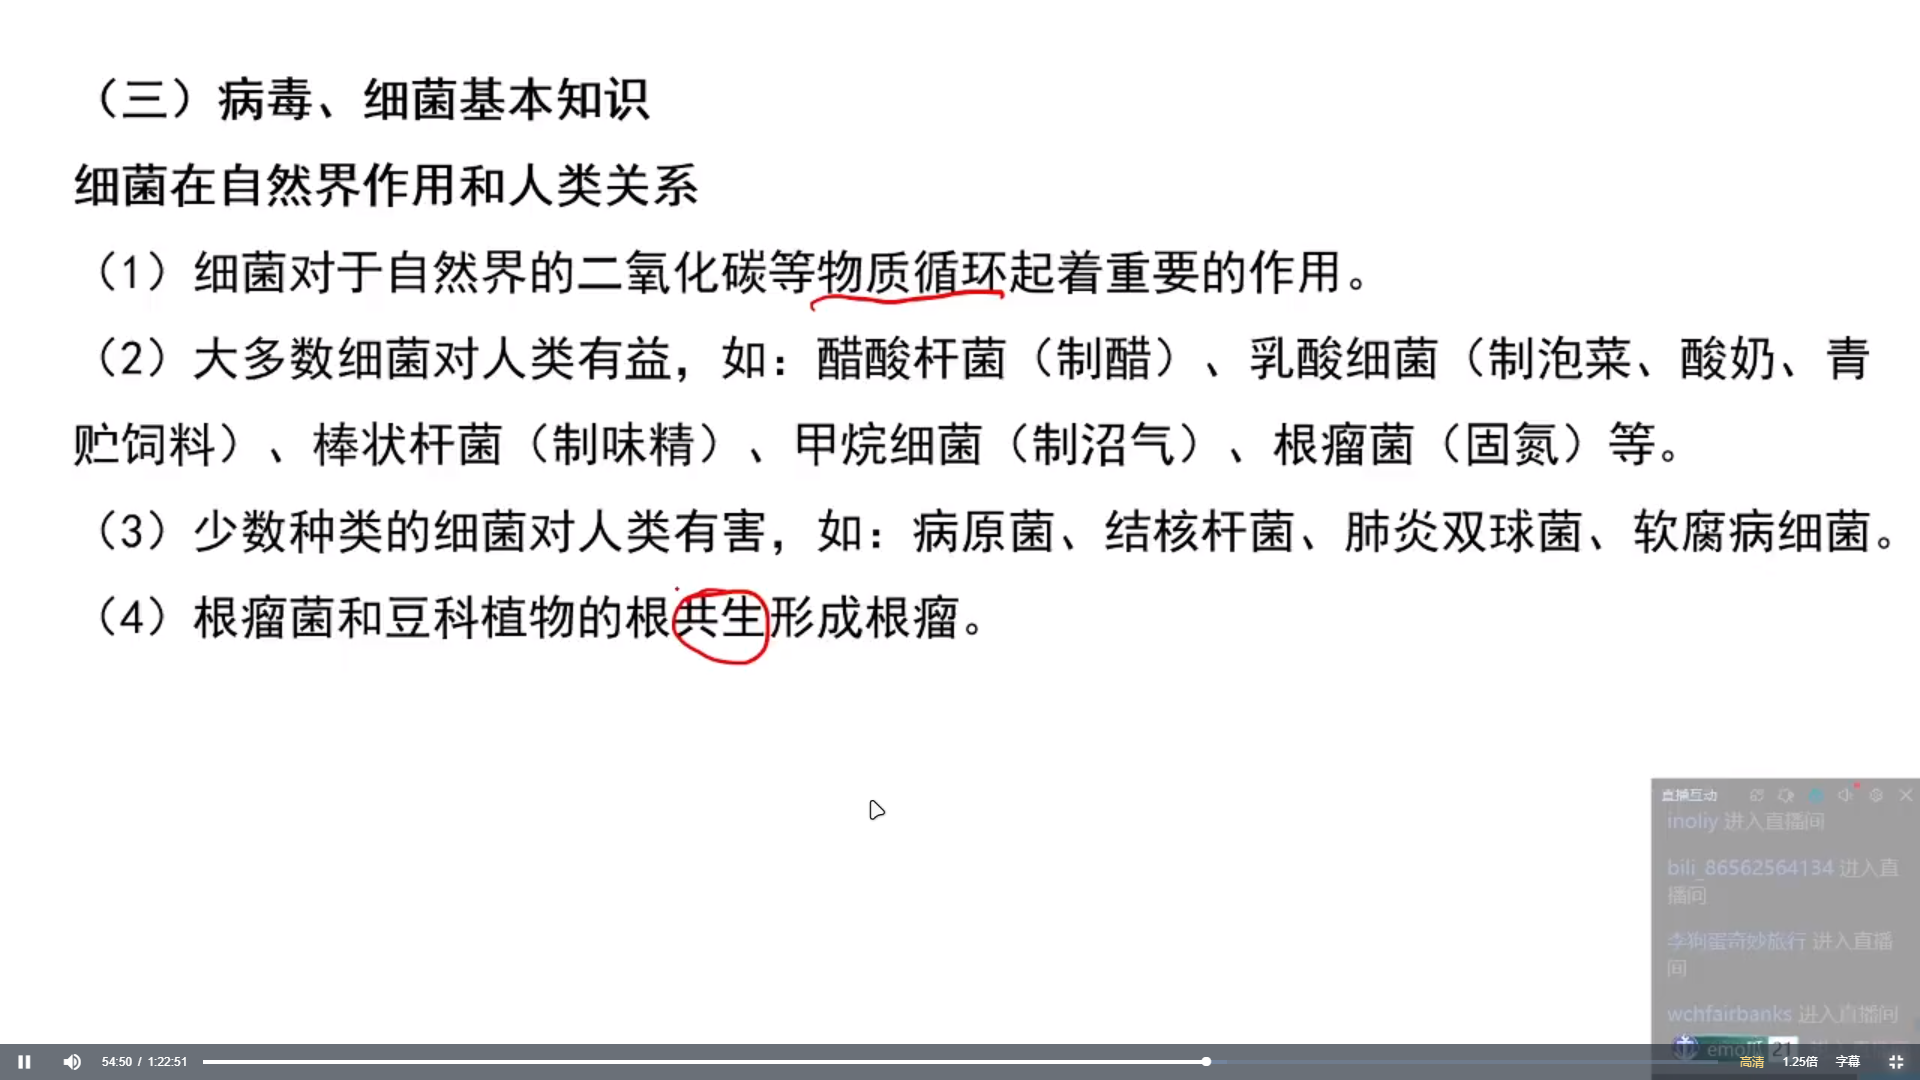 （三）病毒、细菌基本知识
细菌在自然界作用和人类关系
（1）细菌对于自然界的二氧化碳等物质循环起着重要的作用。
（2）大多数细菌对人类有益，如：醋酸杆菌（制醋）、乳酸细菌（制泡菜、酸奶、青
贮饲料）、棒状杆菌（制味精）、甲烷细菌（制沼气）、根瘤菌（固氮）等。
（3）少数种类的细菌对人类有害，如：病原菌、结核杆菌、肺炎双球菌、软腐病细菌。
（4）根瘤菌和豆科植物的根共生形成根瘤。
直播互动
inoliy 进入直播间
bili_86562564134 进入直
播间
李狗蛋奇妙旅行 进入直播
间
wchfairbanks 进入直播间
emo瓜 21
54:50 / 1:22:51
高清 1.25倍 字幕